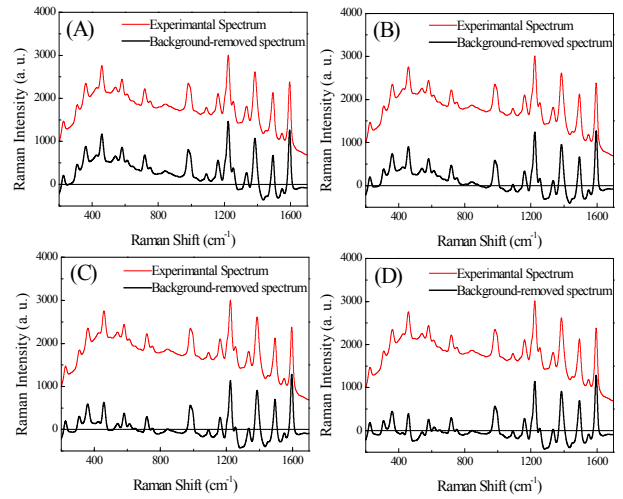 4000
(A)
Experimantal Spectrum
Background-removed spectrum
3000
2000
1000
0
400
800
1200
1600
Raman Intensity (a. u.)
Raman Shift (cm-1)
4000
(B)
Experimantal Spectrum
Background-removed spectrum
3000
2000
1000
0
400
800
1200
1600
Raman Intensity (a. u.)
Raman Shift (cm-1)
4000
(C)
Experimantal Spectrum
Background-removed spectrum
3000
2000
1000
0
400
800
1200
1600
Raman Intensity (a. u.)
Raman Shift (cm-1)
4000
(D)
Experimantal Spectrum
Background-removed spectrum
3000
2000
1000
0
400
800
1200
1600
Raman Intensity (a. u.)
Raman Shift (cm-1)